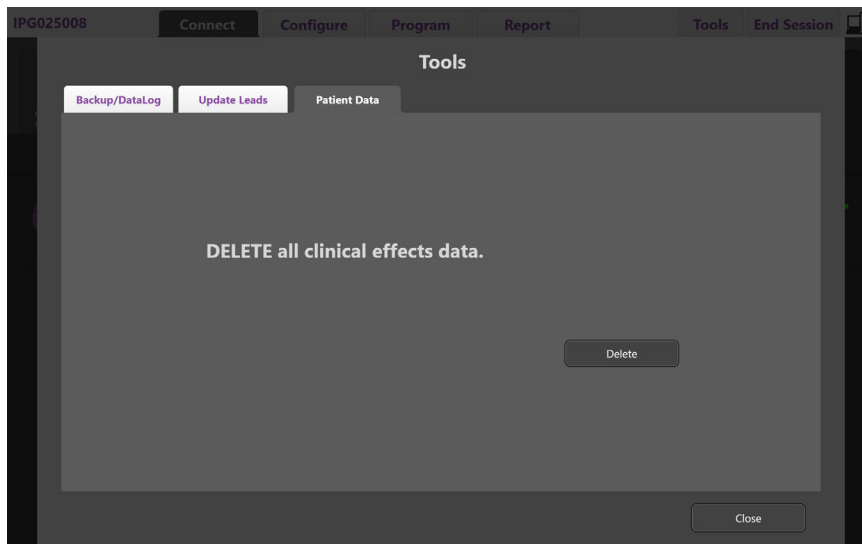 IPG025008 Connect Configure Program Report Tools End Session
Tools
Backup/DataLog Update Leads Patient Data
DELETE all clinical effects data.
Delete
Close